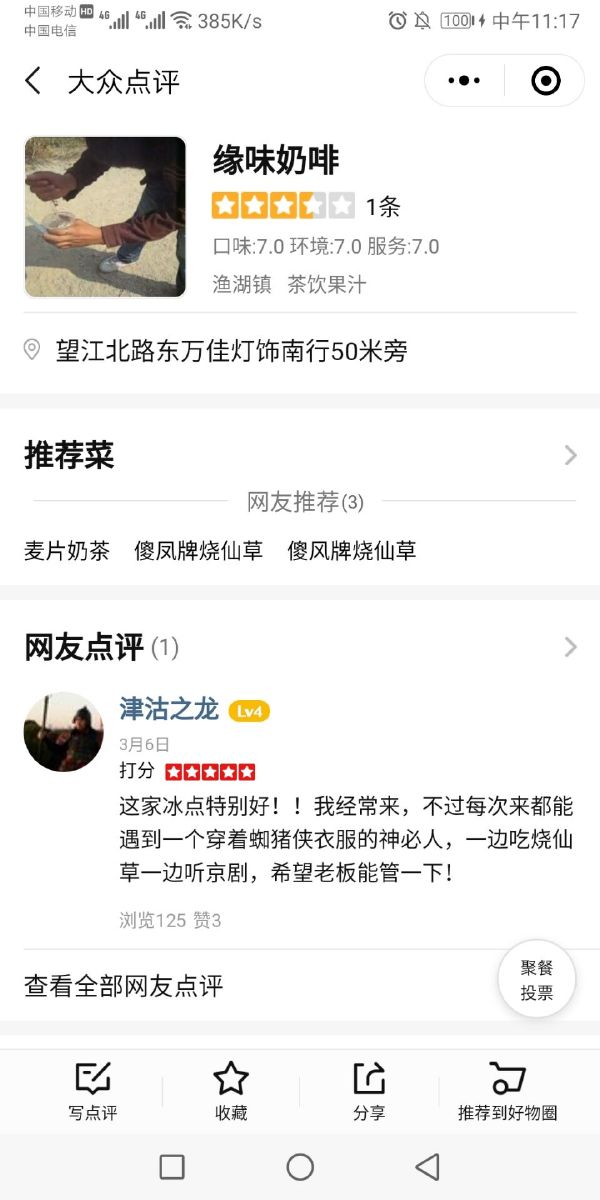 中国移动 HD 4G 4G 385K/s 100 中午11:17
中国电信
大众点评
缘味奶啡
1条
口味:7.0 环境:7.0 服务:7.0
渔湖镇 茶饮果汁
望江北路东万佳灯饰南行50米旁
推荐菜
网友推荐(3)
麦片奶茶 傻凤牌烧仙草 傻风牌烧仙草
网友点评 (1)
津沽之龙 Lv4
3月6日
打分
这家冰点特别好！！我经常来，不过每次来都能
遇到一个穿着蜘猪侠衣服的神必人，一边吃烧仙
草一边听京剧，希望老板能管一下！
浏览125 赞3
查看全部网友点评
聚餐
投票
写点评 收藏 分享 推荐到好物圈